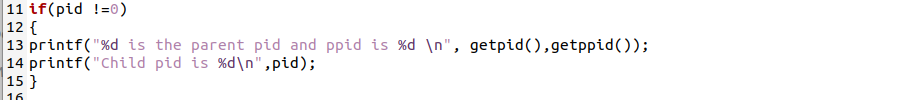 11 if(pid !=0)
12 {
13 printf("%d is the parent pid and ppid is %d \n", getpid(),getppid());
14 printf("Child pid is %d\n",pid);
15 }
16